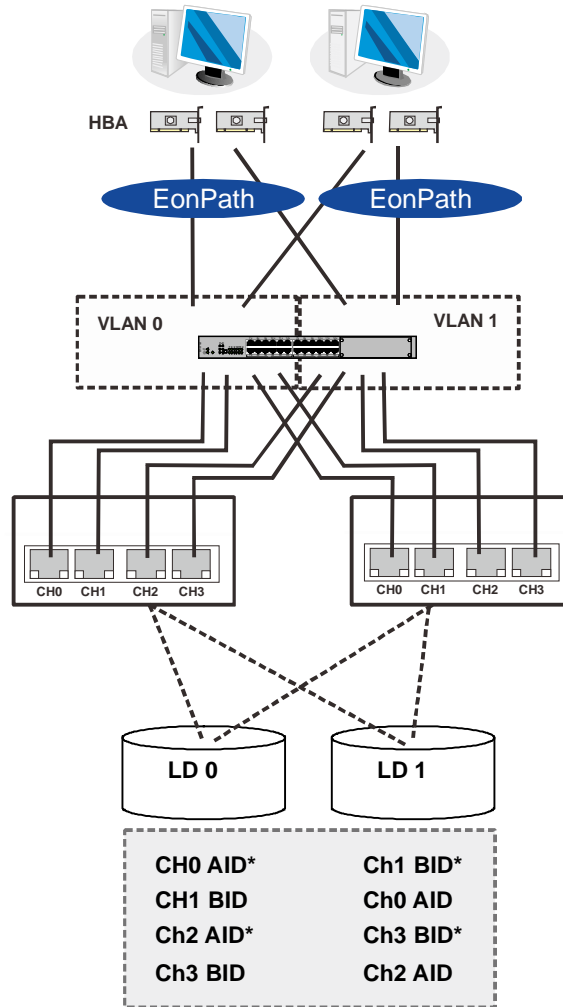 HBA
EonPath EonPath
VLAN 0 VLAN 1
CH0 CH1 CH2 CH3 CH0 CH1 CH2 CH3
LD 0 LD 1
CH0 AID* Ch1 BID*
CH1 BID Ch0 AID
Ch2 AID* Ch3 BID*
Ch3 BID Ch2 AID